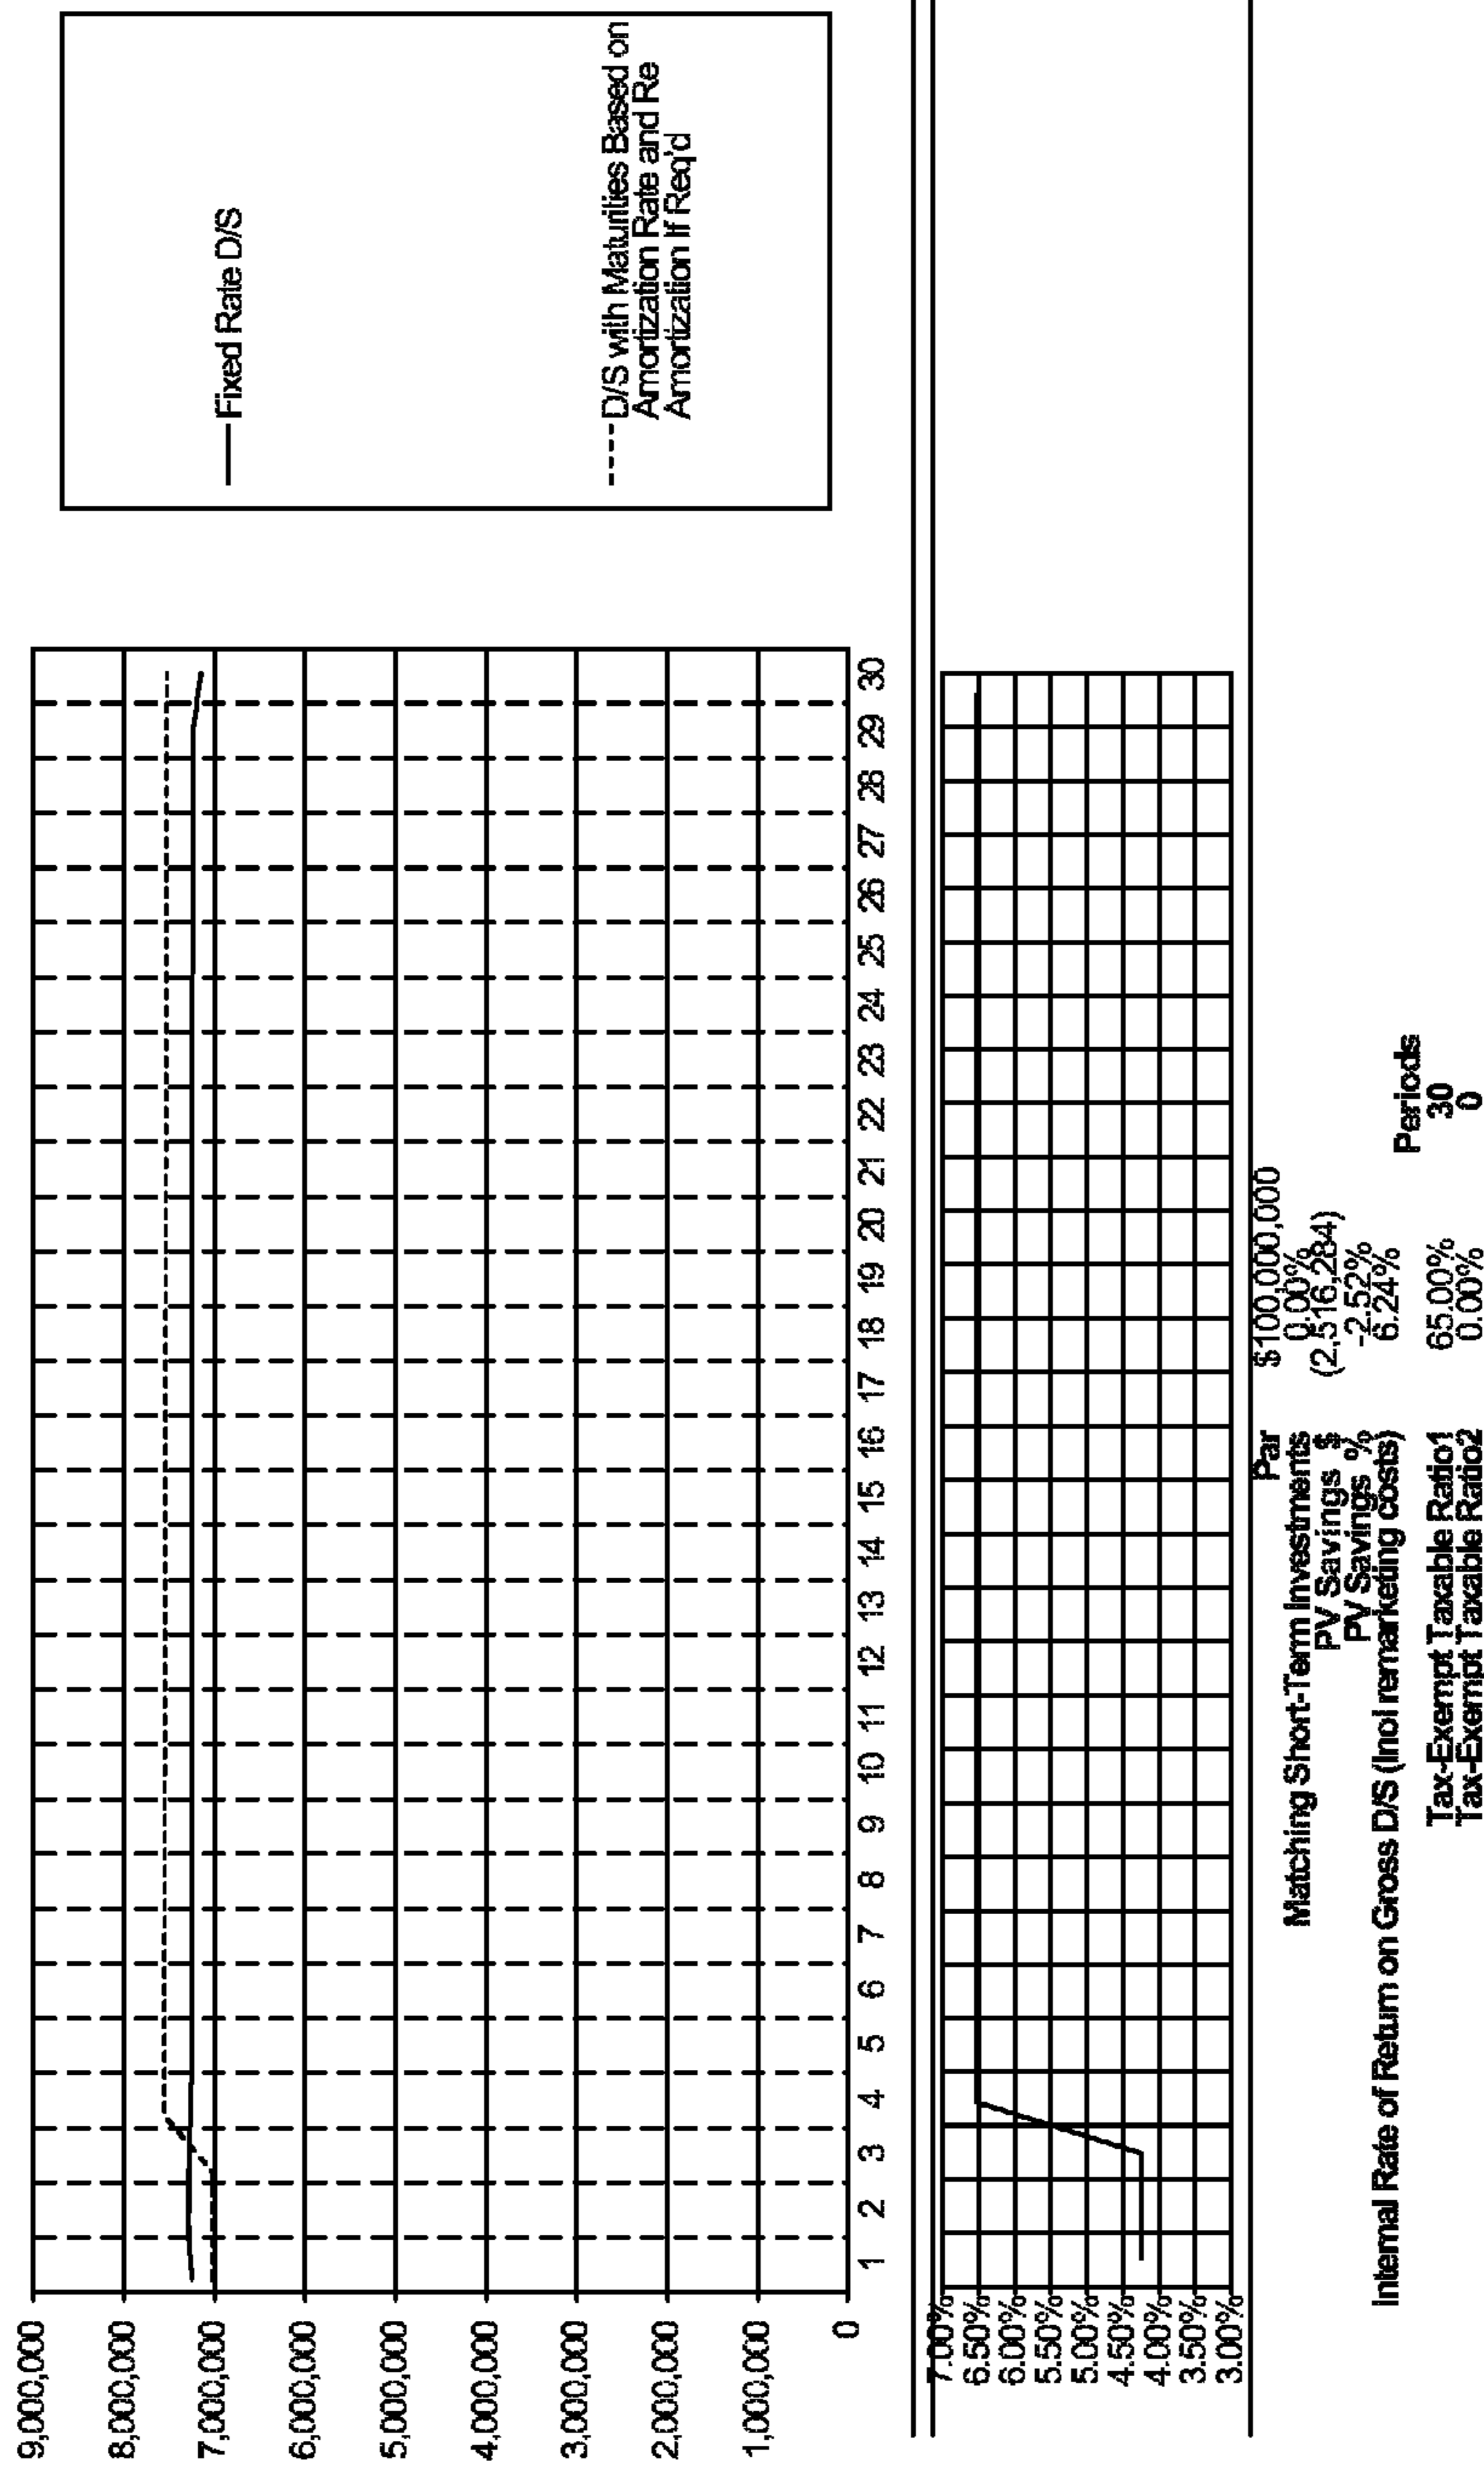 9,000,000
8,000,000
7,000,000
6,000,000
5,000,000
4,000,000
3,000,000
2,000,000
1,000,000
0
1 2 3 4 5 6 7 8 9 10 11 12 13 14 15 16 17 18 19 20 21 22 23 24 25 26 27 28 29 30
Fixed Rate D/S
D/S with Maturities Based on
Amortization Rate and Re
Amortization If Req'd
7.00%
6.50%
6.00%
5.50%
5.00%
4.50%
4.00%
3.50%
3.00%
Par $100,000,000
Matching Short-Term Investments 0.00%
PV Savings $ (2,516,284)
PV Savings % -2.52%
Internal Rate of Return on Gross D/S (Incl remarketing costs) 6.24%
Periods
Tax-Exempt Taxable Ratio1 65.00% 30
Tax-Exempt Taxable Ratio2 0.00% 0